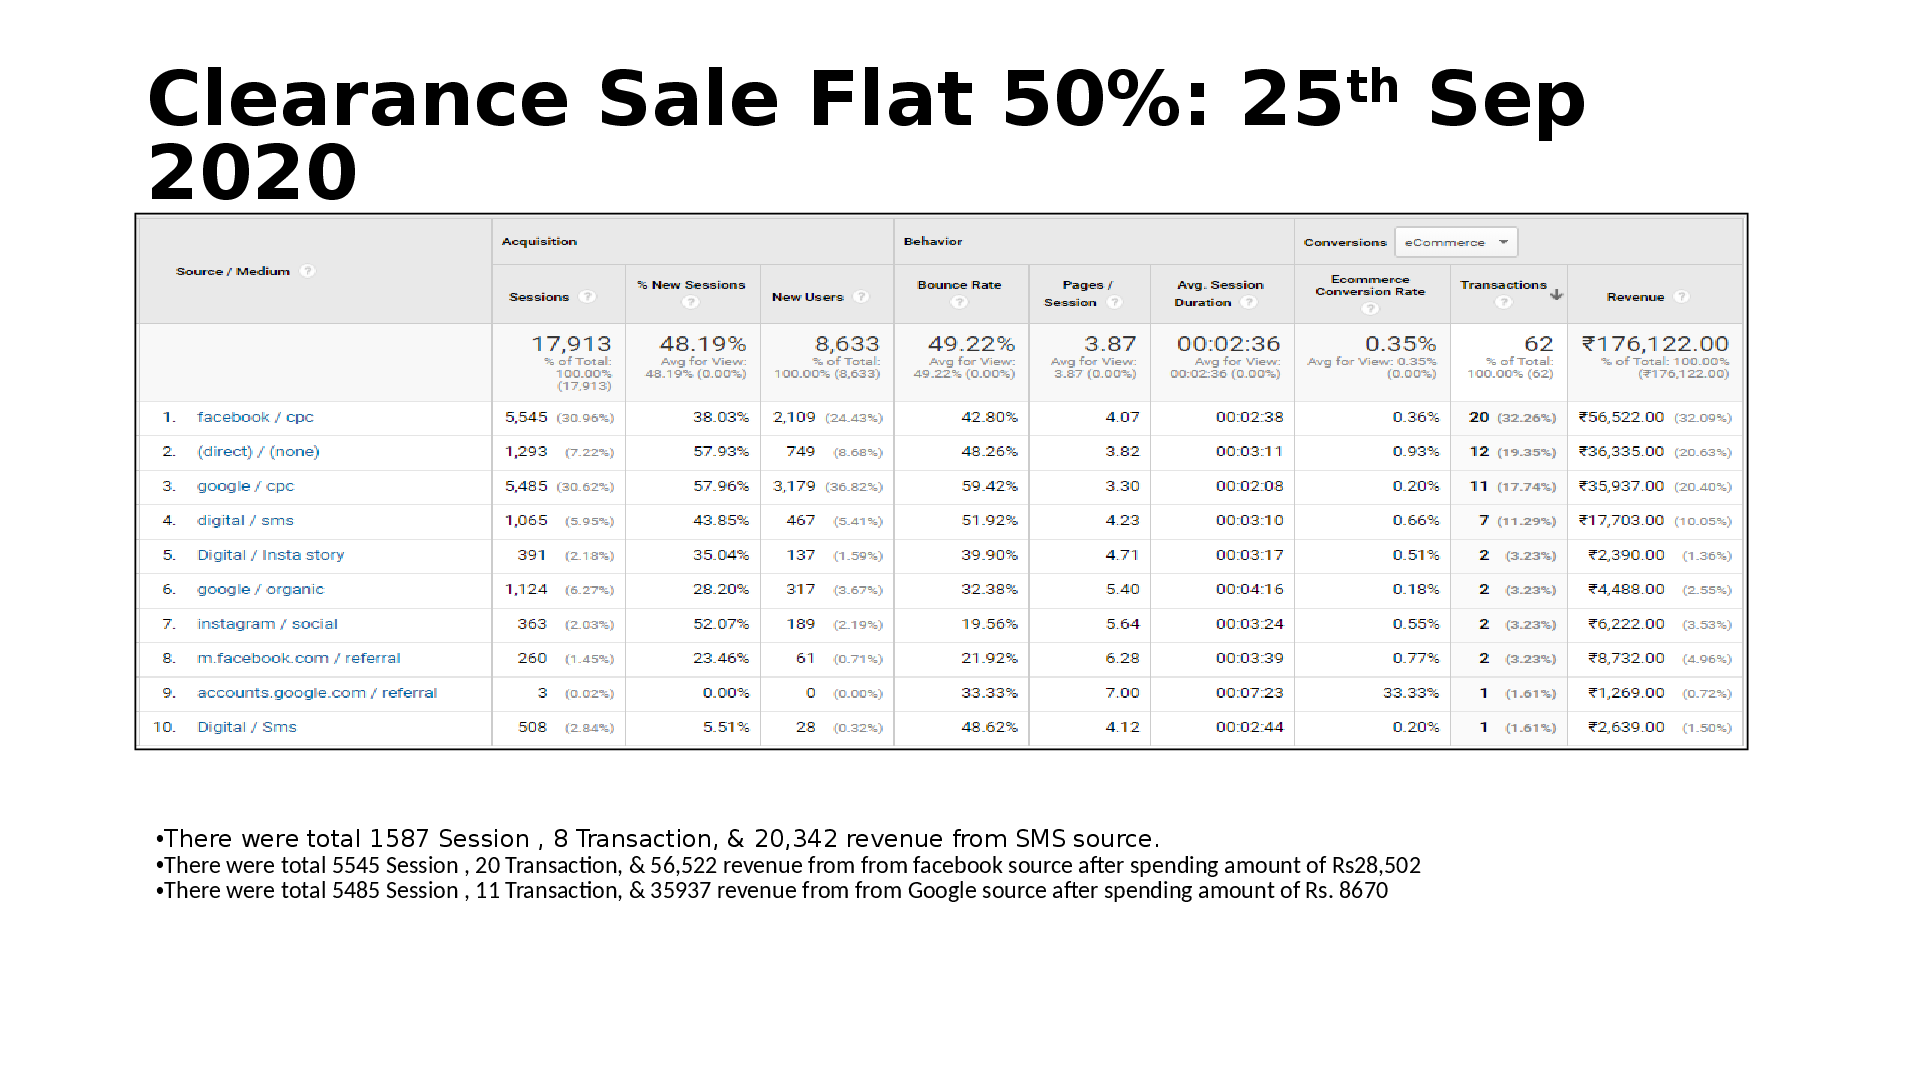 Clearance Sale Flat 50%: 25th Sep
2020
Source / Medium ? Acquisition Behavior Conversions eCommerce
Sessions ? % New Sessions ? New Users ? Bounce Rate ? Pages / Session ? Avg. Session Duration ? Ecommerce Conversion Rate ? Transactions ? Revenue ?
17,913 48.19% 8,633 49.22% 3.87 00:02:36 0.35% 62 ₹176,122.00
% of Total: 100.00% (17,913) Avg for View: 48.19% (0.00%) % of Total: 100.00% (8,633) Avg for View: 49.22% (0.00%) Avg for View: 3.87 (0.00%) Avg for View: 00:02:36 (0.00%) Avg for View: 0.35% (0.00%) % of Total: 100.00% (62) % of Total: 100.00% (₹176,122.00)
1. facebook / cpc 5,545 (30.96%) 38.03% 2,109 (24.43%) 42.80% 4.07 00:02:38 0.36% 20 (32.26%) ₹56,522.00 (32.09%)
2. (direct) / (none) 1,293 (7.22%) 57.93% 749 (8.68%) 48.26% 3.82 00:03:11 0.93% 12 (19.35%) ₹36,335.00 (20.63%)
3. google / cpc 5,485 (30.62%) 57.96% 3,179 (36.82%) 59.42% 3.30 00:02:08 0.20% 11 (17.74%) ₹35,937.00 (20.40%)
4. digital / sms 1,065 (5.95%) 43.85% 467 (5.41%) 51.92% 4.23 00:03:10 0.66% 7 (11.29%) ₹17,703.00 (10.05%)
5. Digital / Insta story 391 (2.18%) 35.04% 137 (1.59%) 39.90% 4.71 00:03:17 0.51% 2 (3.23%) ₹2,390.00 (1.36%)
6. google / organic 1,124 (6.27%) 28.20% 317 (3.67%) 32.38% 5.40 00:04:16 0.18% 2 (3.23%) ₹4,488.00 (2.55%)
7. instagram / social 363 (2.03%) 52.07% 189 (2.19%) 19.56% 5.64 00:03:24 0.55% 2 (3.23%) ₹6,222.00 (3.53%)
8. m.facebook.com / referral 260 (1.45%) 23.46% 61 (0.71%) 21.92% 6.28 00:03:39 0.77% 2 (3.23%) ₹8,732.00 (4.96%)
9. accounts.google.com / referral 3 (0.02%) 0.00% 0 (0.00%) 33.33% 7.00 00:07:23 33.33% 1 (1.61%) ₹1,269.00 (0.72%)
10. Digital / Sms 508 (2.84%) 5.51% 28 (0.32%) 48.62% 4.12 00:02:44 0.20% 1 (1.61%) ₹2,639.00 (1.50%)
•There were total 1587 Session , 8 Transaction, & 20,342 revenue from SMS source.
•There were total 5545 Session , 20 Transaction, & 56,522 revenue from from facebook source after spending amount of Rs28,502
•There were total 5485 Session , 11 Transaction, & 35937 revenue from from Google source after spending amount of Rs. 8670